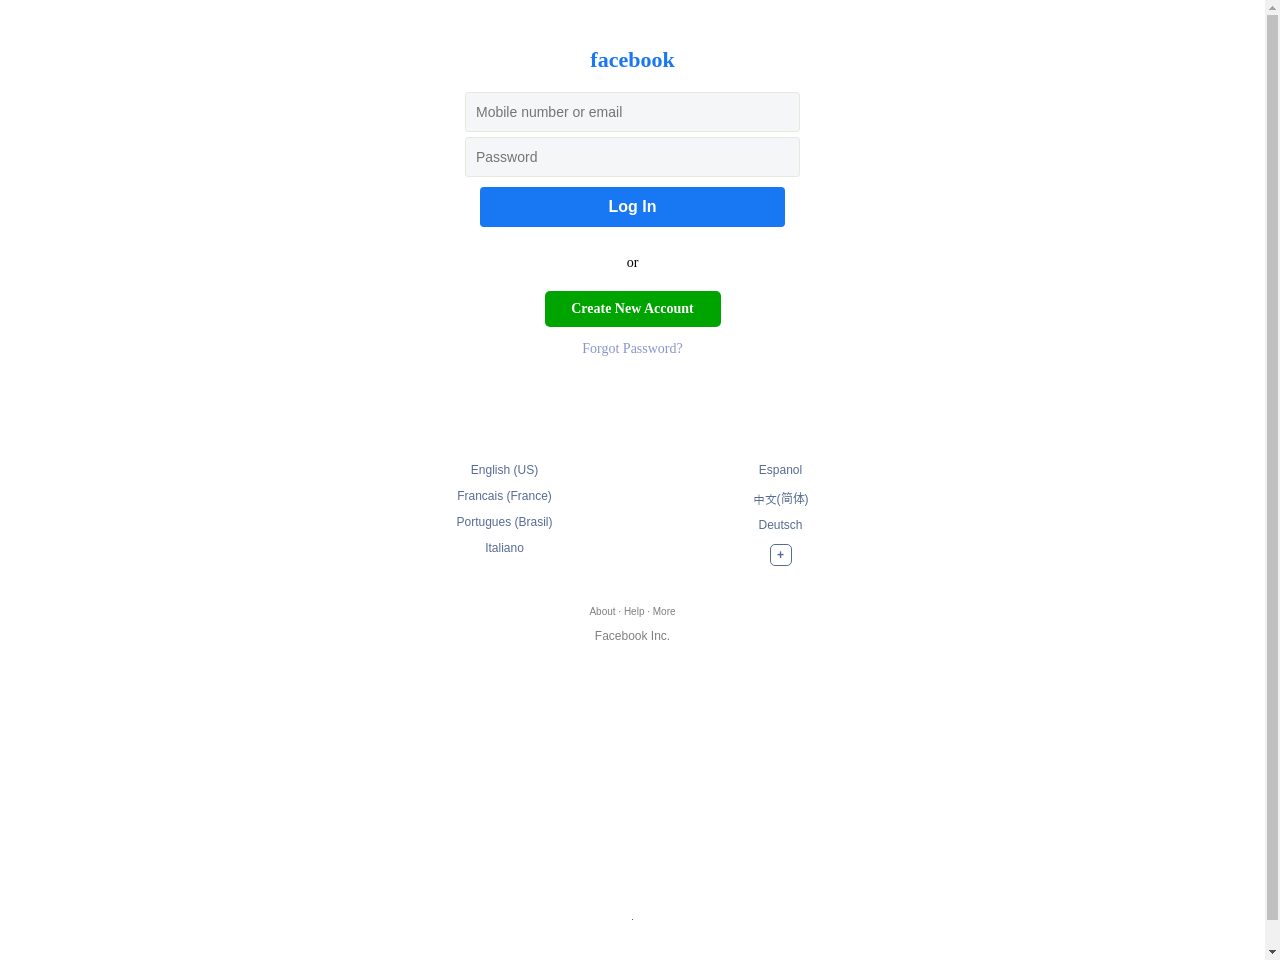 facebook
Mobile number or email
Password
Log In
or
Create New Account
Forgot Password?
English (US)
Francais (France)
Portugues (Brasil)
Italiano
Espanol
中文(简体)
Deutsch
+
About · Help · More
Facebook Inc.
.